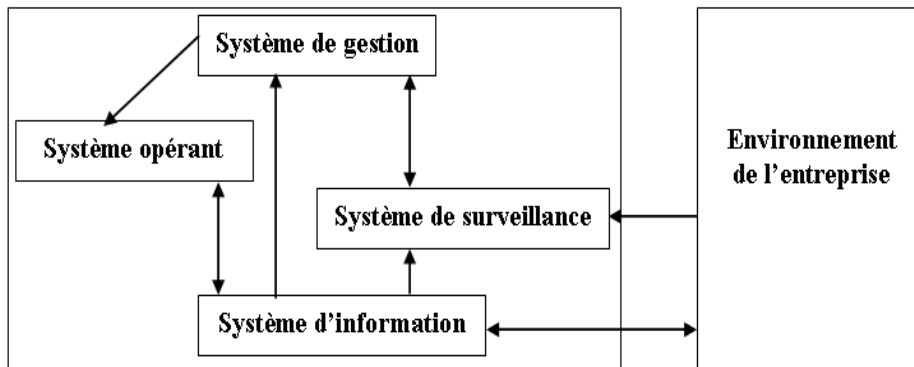 Système de gestion
Système opérant
Environnement
de l’entreprise
Système de surveillance
Système d’information